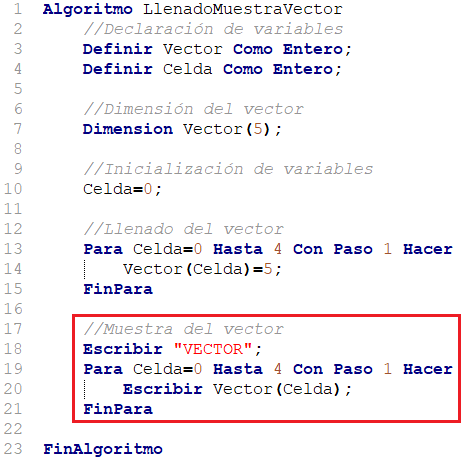 1 Algoritmo LlenadoMuestraVector
2 //Declaración de variables
3 Definir Vector Como Entero;
4 Definir Celda Como Entero;
5
6 //Dimensión del vector
7 Dimension Vector(5);
8
9 //Inicialización de variables
10 Celda=0;
11
12 //Llenado del vector
13 Para Celda=0 Hasta 4 Con Paso 1 Hacer
14 Vector(Celda)=5;
15 FinPara
16
17 //Muestra del vector
18 Escribir "VECTOR";
19 Para Celda=0 Hasta 4 Con Paso 1 Hacer
20 Escribir Vector(Celda);
21 FinPara
22
23 FinAlgoritmo